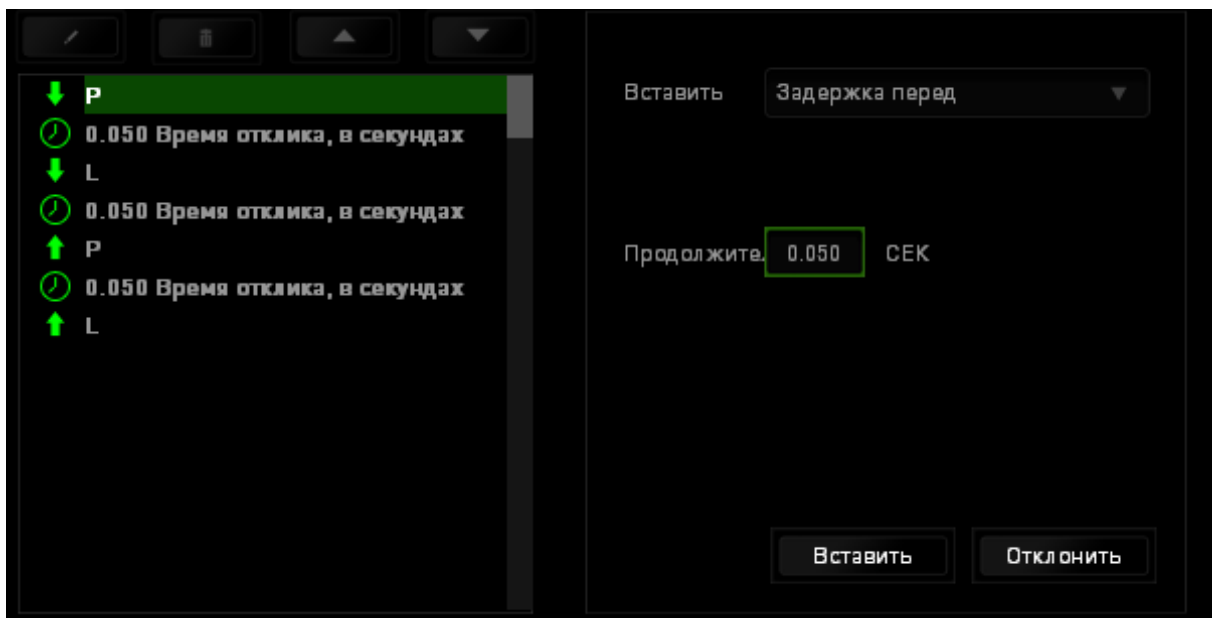 P
0.050 Время отклика, в секундах
L
0.050 Время отклика, в секундах
P
0.050 Время отклика, в секундах
L
Вставить Задержка перед
Продолжител 0.050 СЕК
Вставить Отклонить